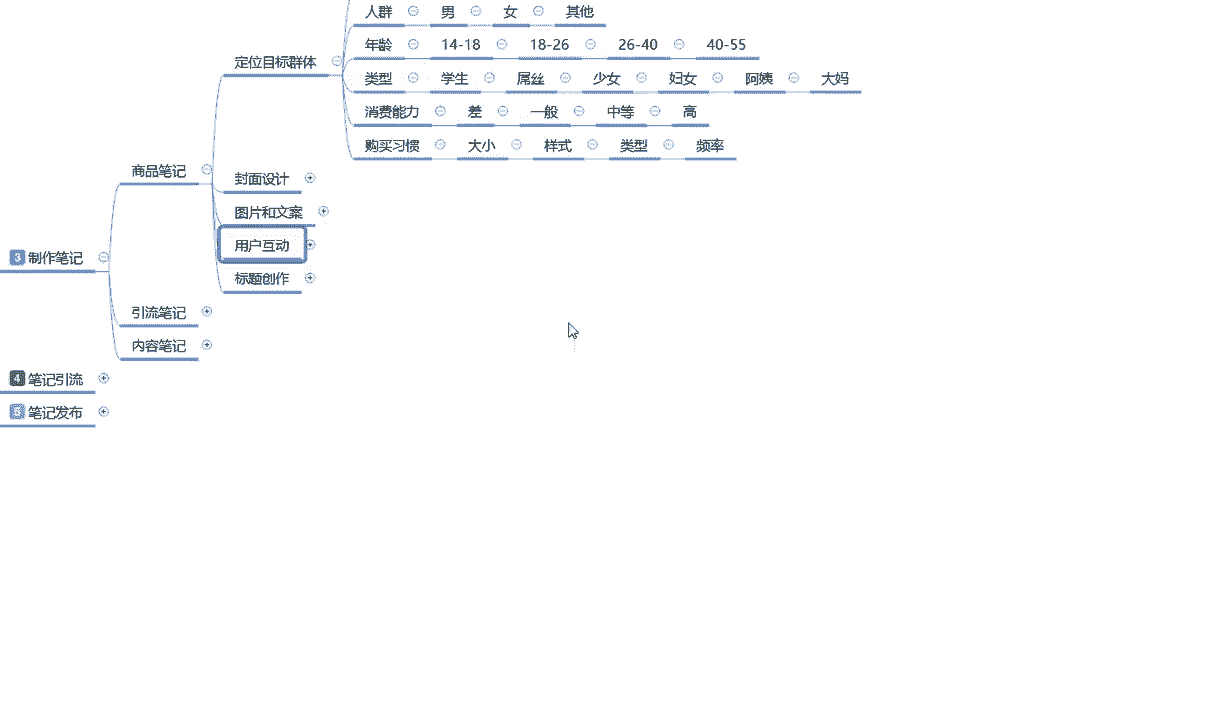 人群 男 女 其他
年龄 14-18 18-26 26-40 40-55
定位目标群体
类型 学生 屌丝 少女 妇女 阿姨 大妈
消费能力 差 一般 中等 高
购买习惯 大小 样式 类型 频率
商品笔记
封面设计
图片和文案
用户互动
3 制作笔记
标题创作
引流笔记
内容笔记
4 笔记引流
5 笔记发布